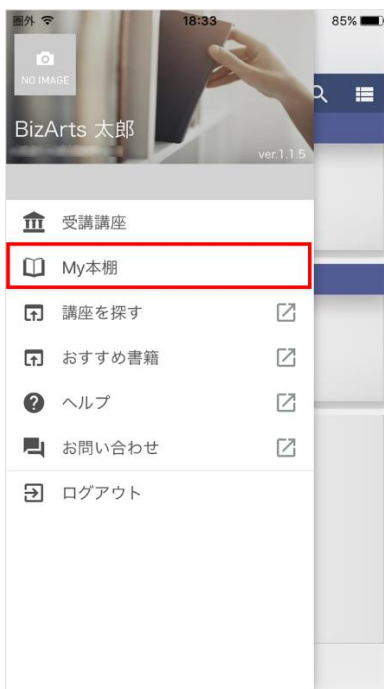 圏外 18:33 85%
NO IMAGE
BizArts 太郎
ver.1.1.5
受講講座
My本棚
講座を探す
おすすめ書籍
ヘルプ
お問い合わせ
ログアウト